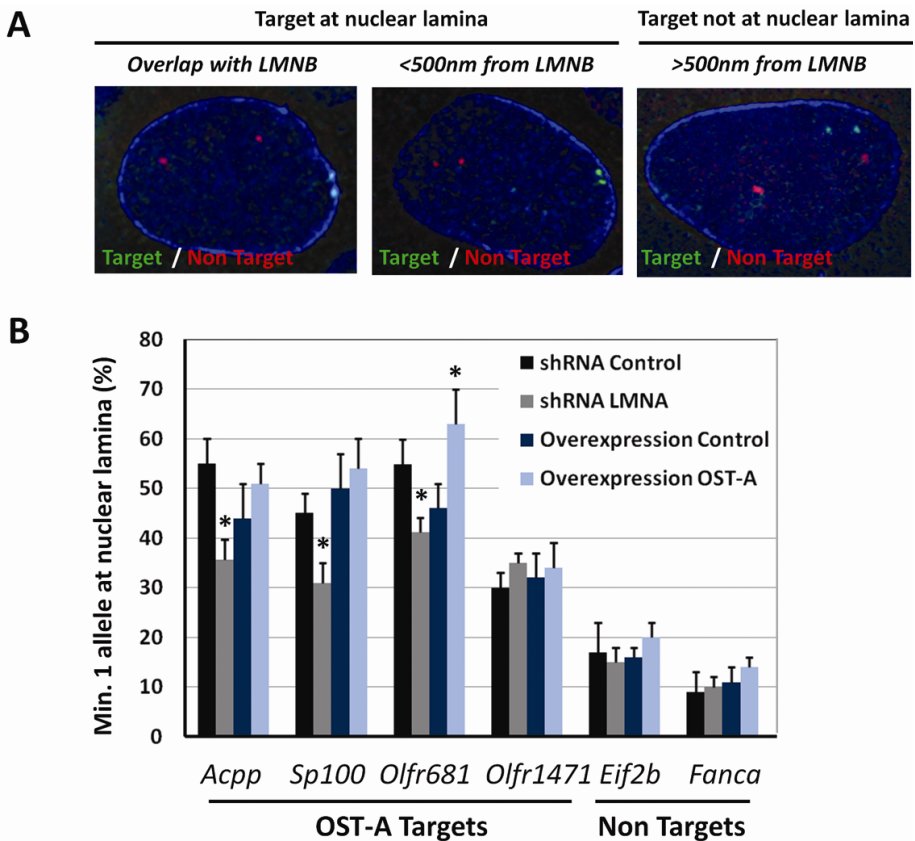 A
Target at nuclear lamina
Target not at nuclear lamina
Overlap with LMNB
<500nm from LMNB
>500nm from LMNB
Target / Non Target
Target / Non Target
Target / Non Target
B
Min. 1 allele at nuclear lamina (%)
80
70
60
50
40
30
20
10
0
shRNA Control
shRNA LMNA
Overexpression Control
Overexpression OST-A
*
*
*
*
Acpp
Sp100
Olfr681
Olfr1471
Eif2b
Fanca
OST-A Targets
Non Targets